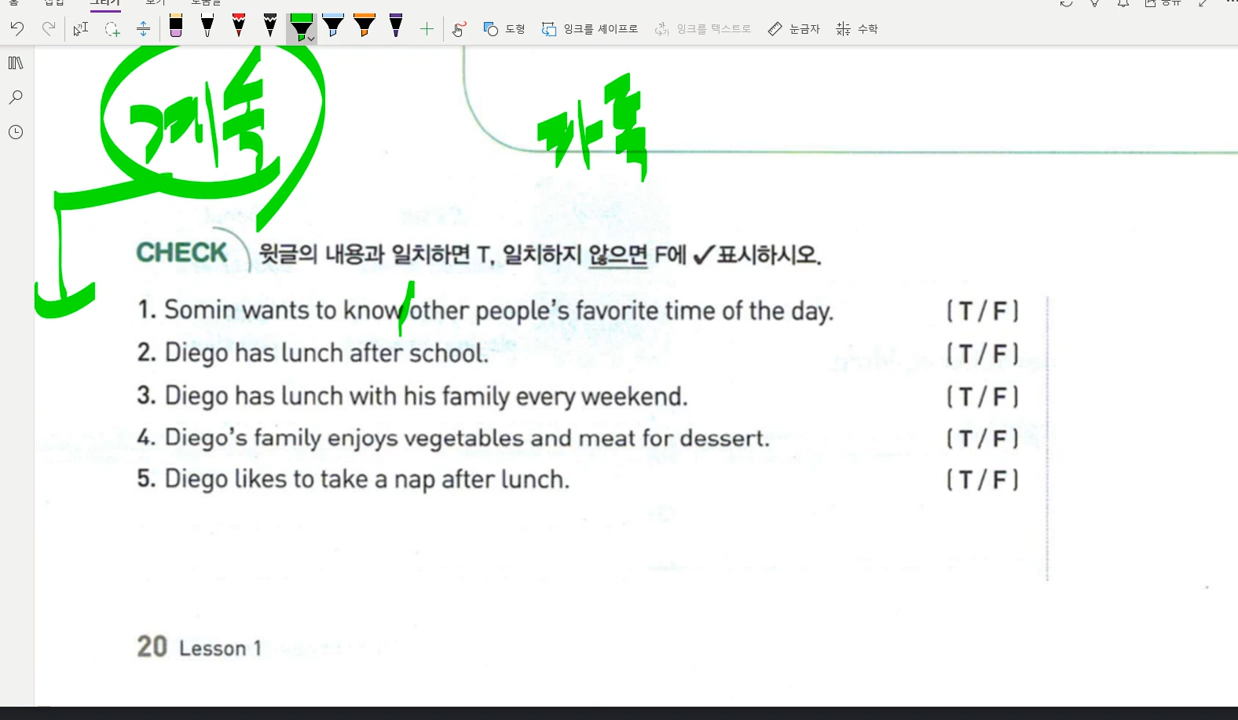 그리기
도형
잉크를 셰이프로
잉크를 텍스트로
눈금자
수학
CHECK 윗글의 내용과 일치하면 T, 일치하지 않으면 F에 ✓표시하시오.
1. Somin wants to know other people's favorite time of the day. ( T / F )
2. Diego has lunch after school. ( T / F )
3. Diego has lunch with his family every weekend. ( T / F )
4. Diego's family enjoys vegetables and meat for dessert. ( T / F )
5. Diego likes to take a nap after lunch. ( T / F )
20 Lesson 1